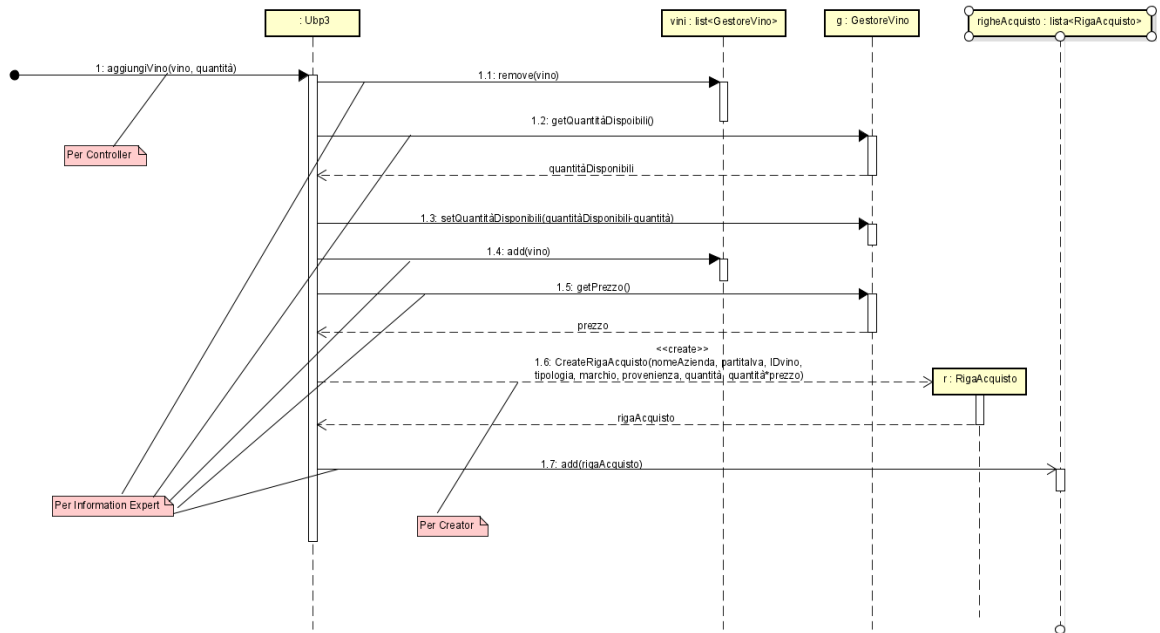 : Ubp3
vini : list<GestoreVino>
g : GestoreVino
righeAcquisto : lista<RigaAcquisto>
1: aggiungiVino(vino, quantità)
1.1: remove(vino)
1.2: getQuantitàDispoibili()
Per Controller
quantitàDisponibili
1.3: setQuantitàDisponibili(quantitàDisponibili-quantità)
1.4: add(vino)
1.5: getPrezzo()
prezzo
<<create>>
1.6: CreateRigaAcquisto(nomeAzienda, partitaIva, IDvino,
tipologia, marchio, provenienza, quantità, quantità*prezzo)
r : RigaAcquisto
rigaAcquisto
1.7: add(rigaAcquisto)
Per Information Expert
Per Creator